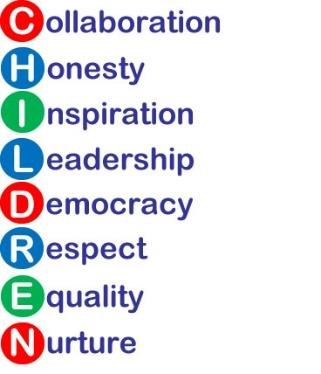 Collaboration
Honesty
Inspiration
Leadership
Democracy
Respect
Equality
Nurture